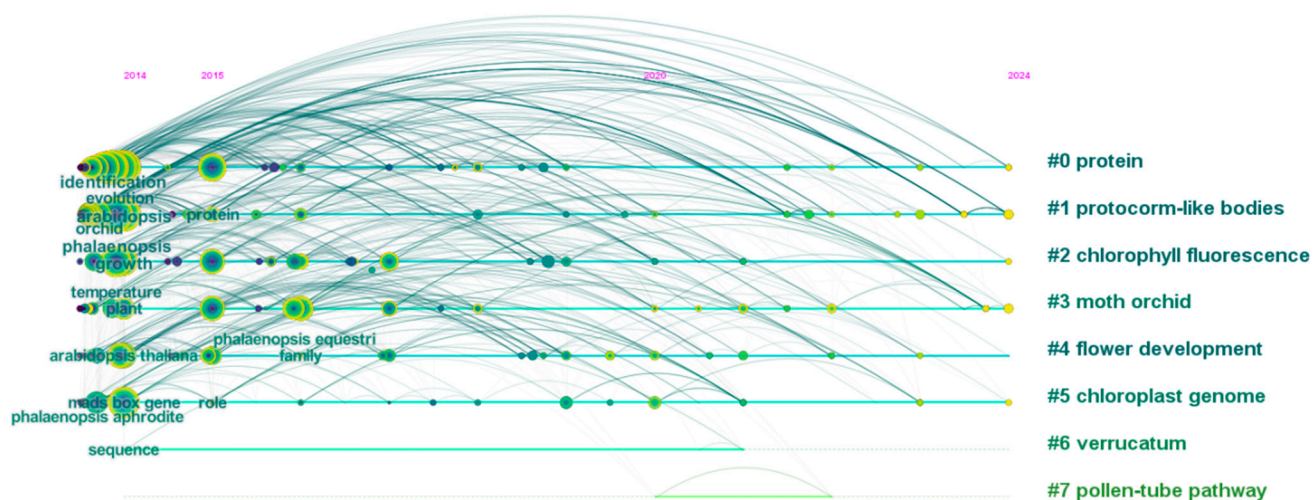 2014 2015 2020 2024
#0 protein
identification
evolution
arabidopsis protein
#1 protocorm-like bodies
orchid
phalaenopsis
growth
#2 chlorophyll fluorescence
temperature
plant
#3 moth orchid
phalaenopsis equestri
arabidopsis thaliana family
#4 flower development
mads box gene role
#5 chloroplast genome
phalaenopsis aphrodite
sequence
#6 verrucatum
#7 pollen-tube pathway